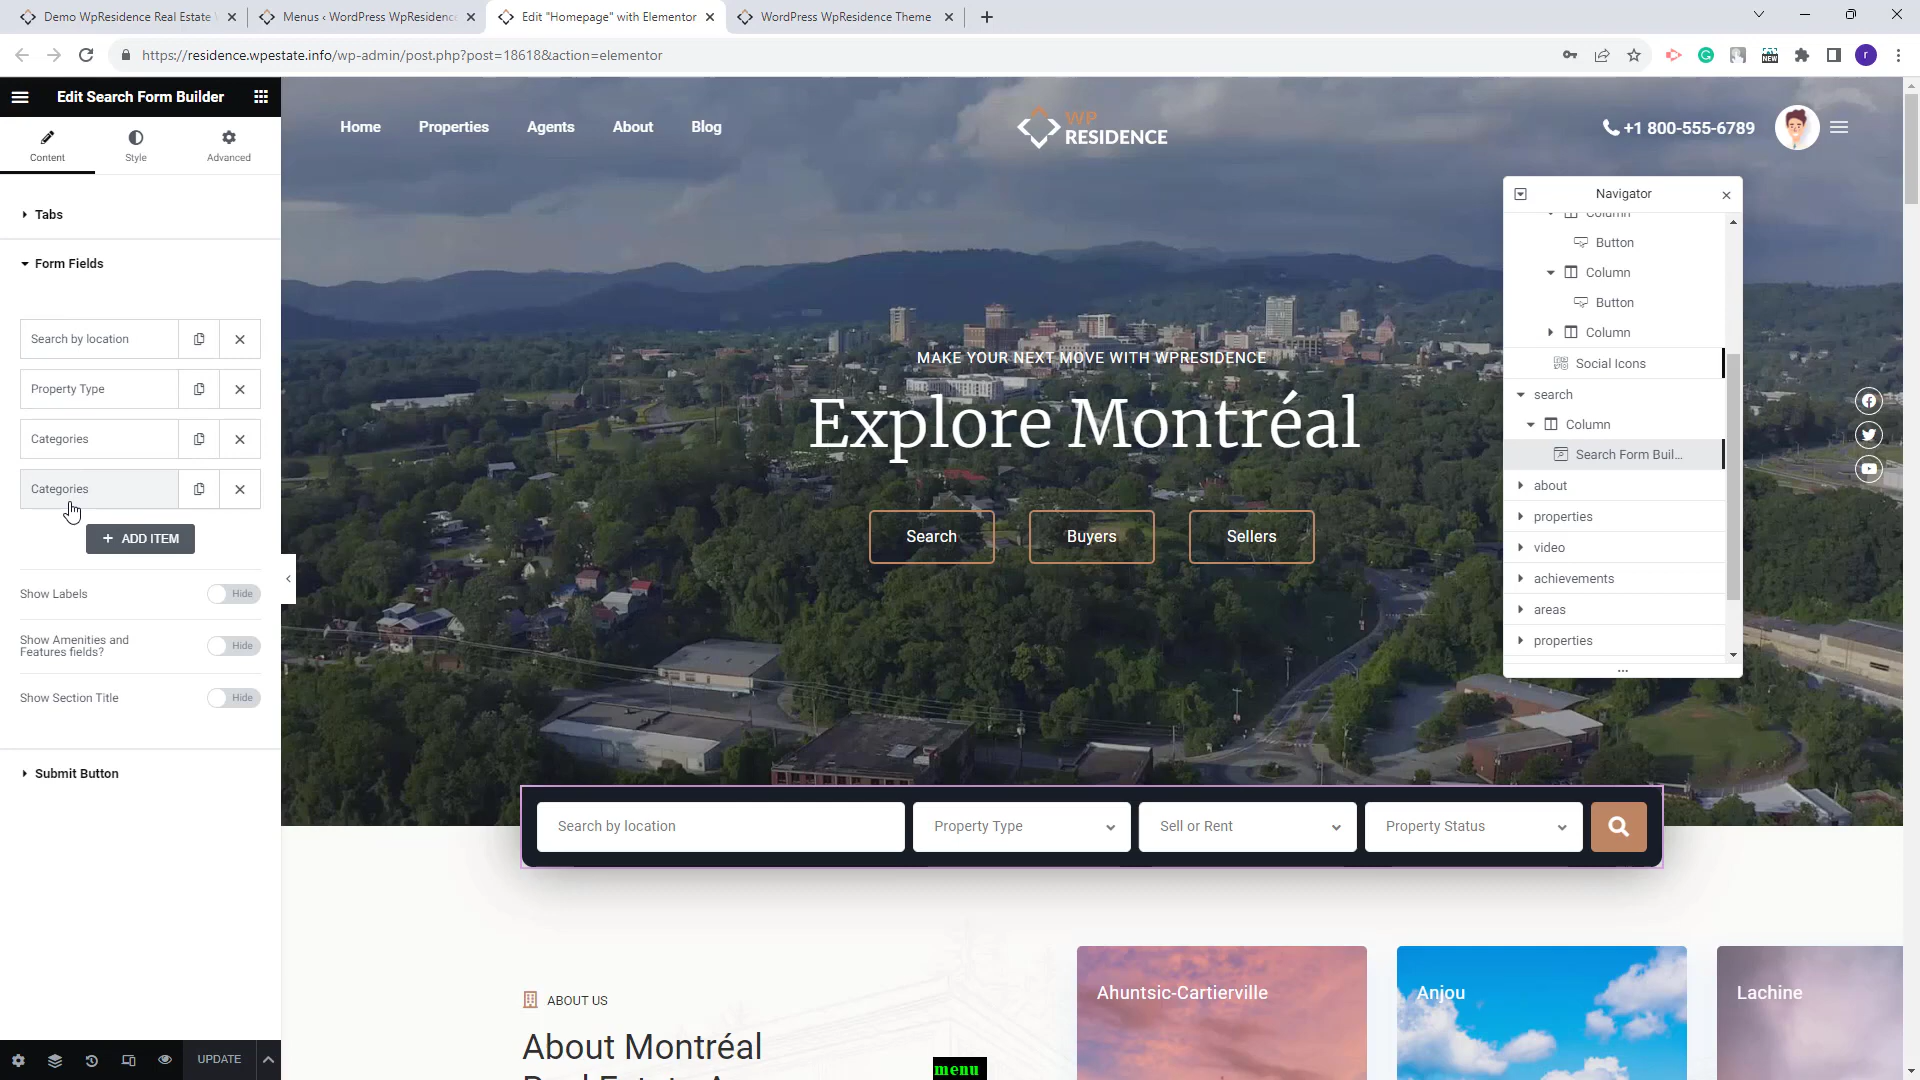 Demo WpResidence Real Estate
Menus ‹ WordPress WpResidence
Edit "Homepage" with Elementor
WordPress WpResidence Theme
https://residence.wpestate.info/wp-admin/post.php?post=18618&action=elementor
NEW
r
Edit Search Form Builder
Content
Style
Advanced
Tabs
Form Fields
Search by location
Property Type
Categories
Categories
ADD ITEM
Show Labels
Hide
Show Amenities and
Features fields?
Hide
Show Section Title
Hide
Submit Button
UPDATE
Home
Properties
Agents
About
Blog
WP
RESIDENCE
+1 800-555-6789
MAKE YOUR NEXT MOVE WITH WPRESIDENCE
Explore Montréal
Search
Buyers
Sellers
Navigator
Column
Button
Column
Button
Column
Social Icons
search
Column
Search Form Buil...
about
properties
video
achievements
areas
properties
Search by location
Property Type
Sell or Rent
Property Status
ABOUT US
About Montréal
Ahuntsic-Cartierville
Anjou
Lachine
menu